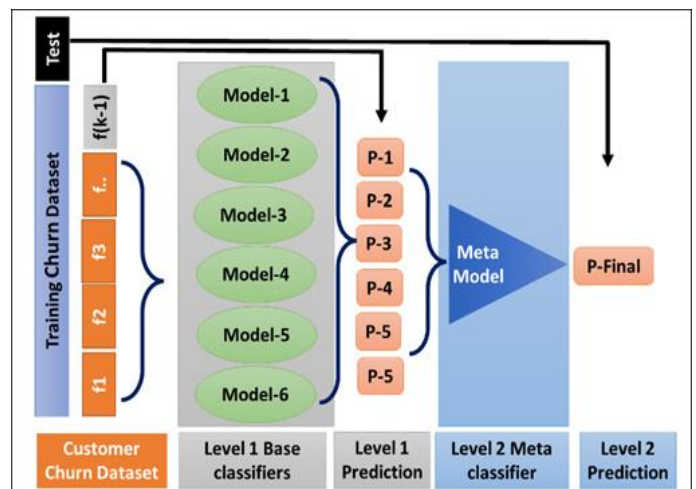 Test
Training Churn Dataset
f(k-1)
f..
f3
f2
f1
Model-1
Model-2
Model-3
Model-4
Model-5
Model-6
P-1
P-2
P-3
P-4
P-5
P-5
Meta
Model
P-Final
Customer
Churn Dataset
Level 1 Base
classifiers
Level 1
Prediction
Level 2 Meta
classifier
Level 2
Prediction